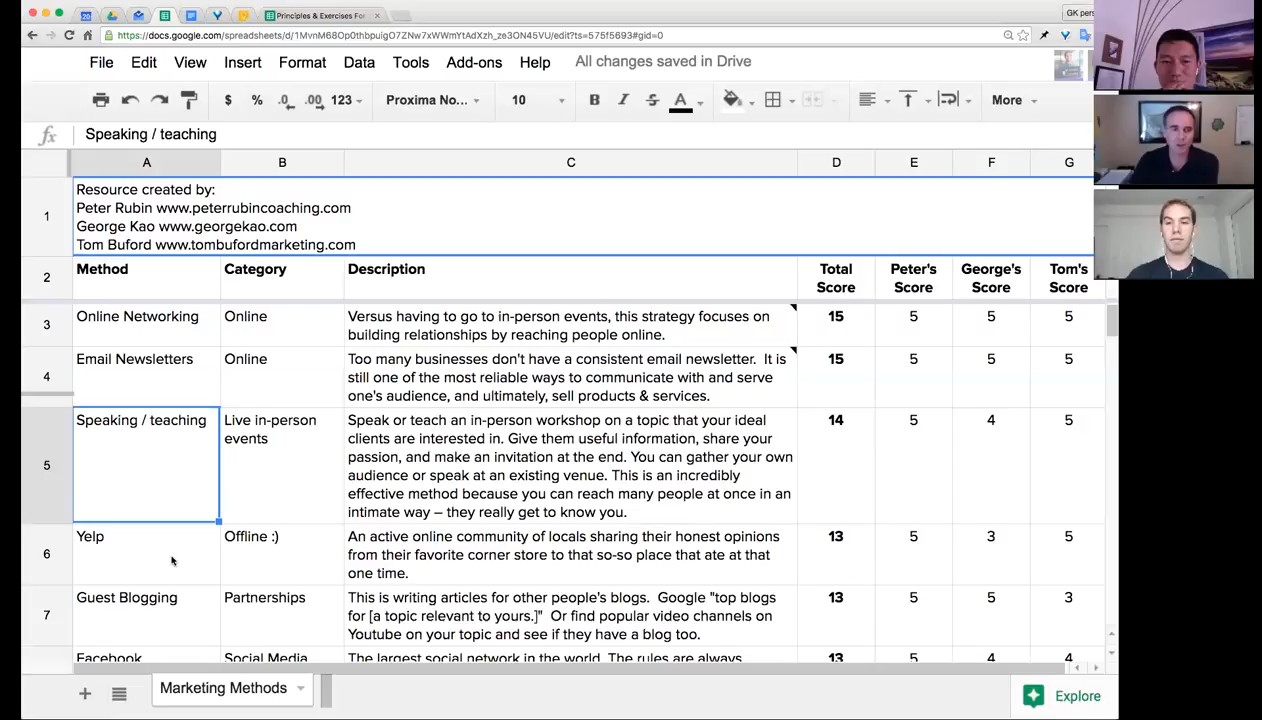 20
Principles & Exercises For
GK pers
https://docs.google.com/spreadsheets/d/1MvnM68Op0thbpuigO7ZNw7xWWmYtAdXzh_ze3ON45VU/edit?ts=575f5693#gid=0
File Edit View Insert Format Data Tools Add-ons Help All changes saved in Drive
$ % .0 .00 123 Proxima No... 10 B I S A More
fx Speaking / teaching
A B C D E F G
1
Resource created by:
Peter Rubin www.peterrubincoaching.com
George Kao www.georgekao.com
Tom Buford www.tombufordmarketing.com
2
Method Category Description Total Score Peter's Score George's Score Tom's Score
3
Online Networking Online Versus having to go to in-person events, this strategy focuses on 15 5 5 5
building relationships by reaching people online.
4
Email Newsletters Online Too many businesses don't have a consistent email newsletter. It is 15 5 5 5
still one of the most reliable ways to communicate with and serve
one's audience, and ultimately, sell products & services.
5
Speaking / teaching Live in-person events Speak or teach an in-person workshop on a topic that your ideal 14 5 4 5
clients are interested in. Give them useful information, share your
passion, and make an invitation at the end. You can gather your own
audience or speak at an existing venue. This is an incredibly
effective method because you can reach many people at once in an
intimate way – they really get to know you.
6
Yelp Offline :) An active online community of locals sharing their honest opinions 13 5 3 5
from their favorite corner store to that so-so place that ate at that
one time.
7
Guest Blogging Partnerships This is writing articles for other people's blogs. Google "top blogs 13 5 5 3
for [a topic relevant to yours.]" Or find popular video channels on
Youtube on your topic and see if they have a blog too.
Facebook Social Media The largest social network in the world. The rules are always 13 5 4 4
Marketing Methods
Explore